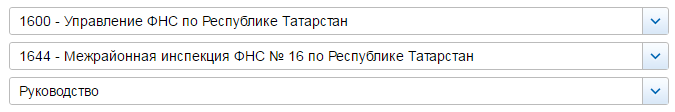 1600 - Управление ФНС по Республике Татарстан
1644 - Межрайонная инспекция ФНС № 16 по Республике Татарстан
Руководство